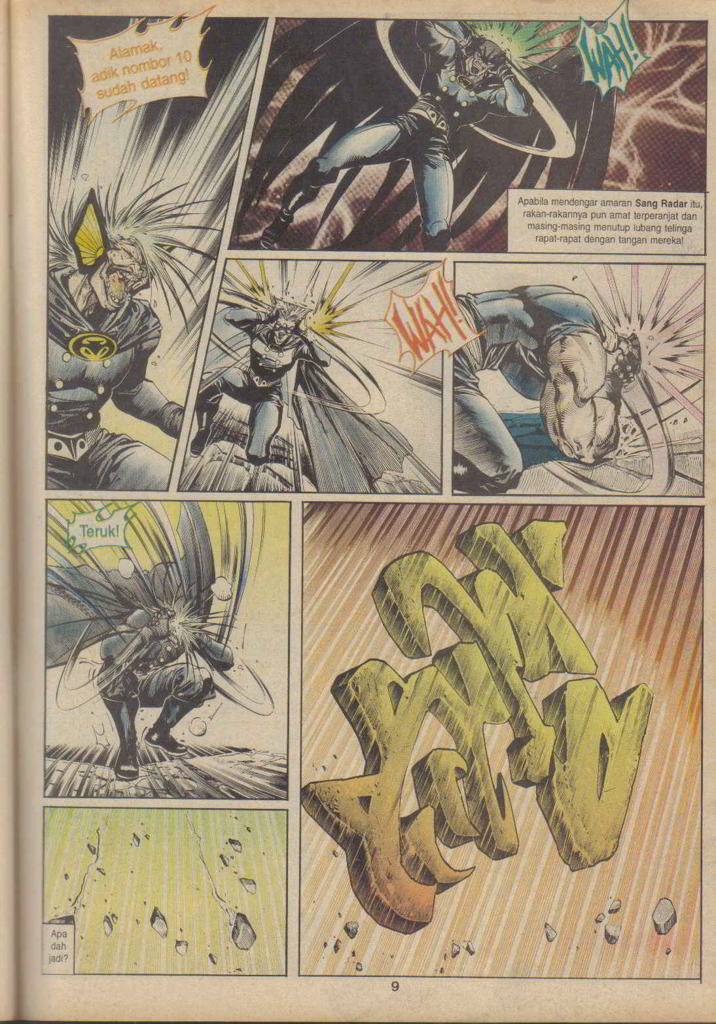 Alamak,
adik nombor 10
sudah datang!
WAH!
Apabila mendengar amaran Sang Radar itu,
rakan-rakannya pun amat terperanjat dan
masing-masing menutup lubang telinga
rapat-rapat dengan tangan mereka!
WAH!
Teruk!
Apa
dah
jadi?
9